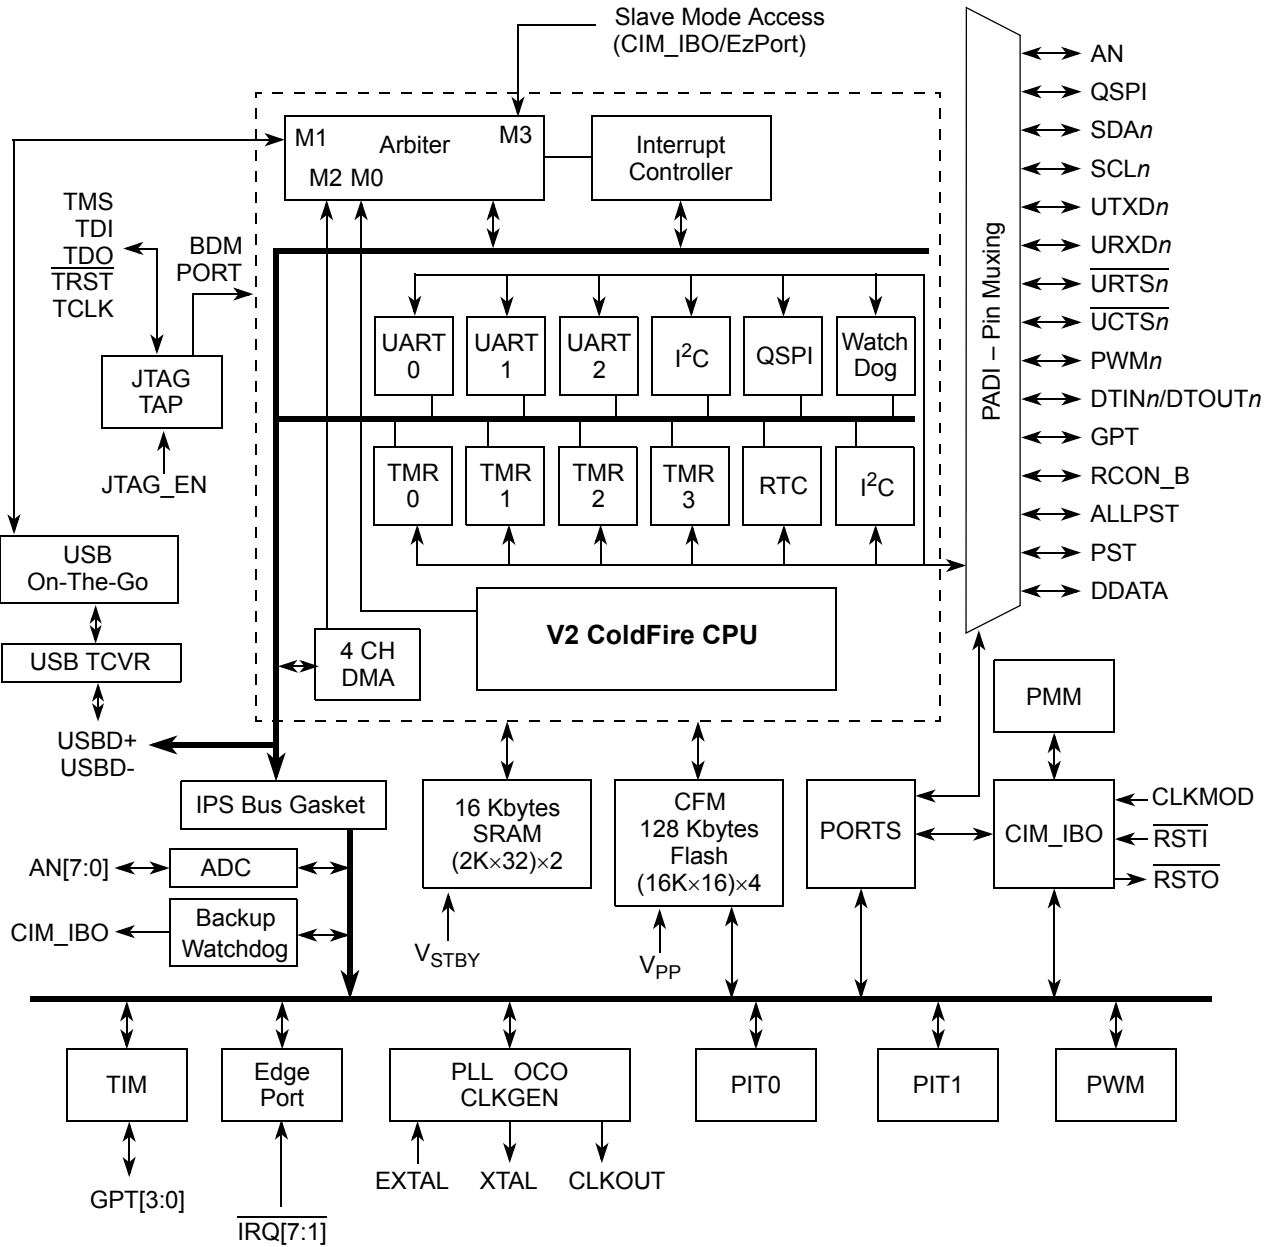 Slave Mode Access
(CIM_IBO/EzPort)
M1
Arbiter
M3
M2 M0
Interrupt
Controller
TMS
TDI
TDO
TRST
TCLK
BDM
PORT
JTAG
TAP
JTAG_EN
UART
0
UART
1
UART
2
I2C
QSPI
Watch
Dog
TMR
0
TMR
1
TMR
2
TMR
3
RTC
I2C
V2 ColdFire CPU
4 CH
DMA
USB
On-The-Go
USB TCVR
USBD+
USBD-
PADI – Pin Muxing
AN
QSPI
SDAn
SCLn
UTXDn
URXDn
URTSn
UCTSn
PWMn
DTINn/DTOUTn
GPT
RCON_B
ALLPST
PST
DDATA
PMM
IPS Bus Gasket
16 Kbytes
SRAM
(2K×32)×2
CFM
128 Kbytes
Flash
(16K×16)×4
PORTS
CIM_IBO
CLKMOD
RSTI
RSTO
AN[7:0]
ADC
CIM_IBO
Backup
Watchdog
VSTBY
VPP
TIM
Edge
Port
PLL OCO
CLKGEN
PIT0
PIT1
PWM
GPT[3:0]
IRQ[7:1]
EXTAL
XTAL
CLKOUT